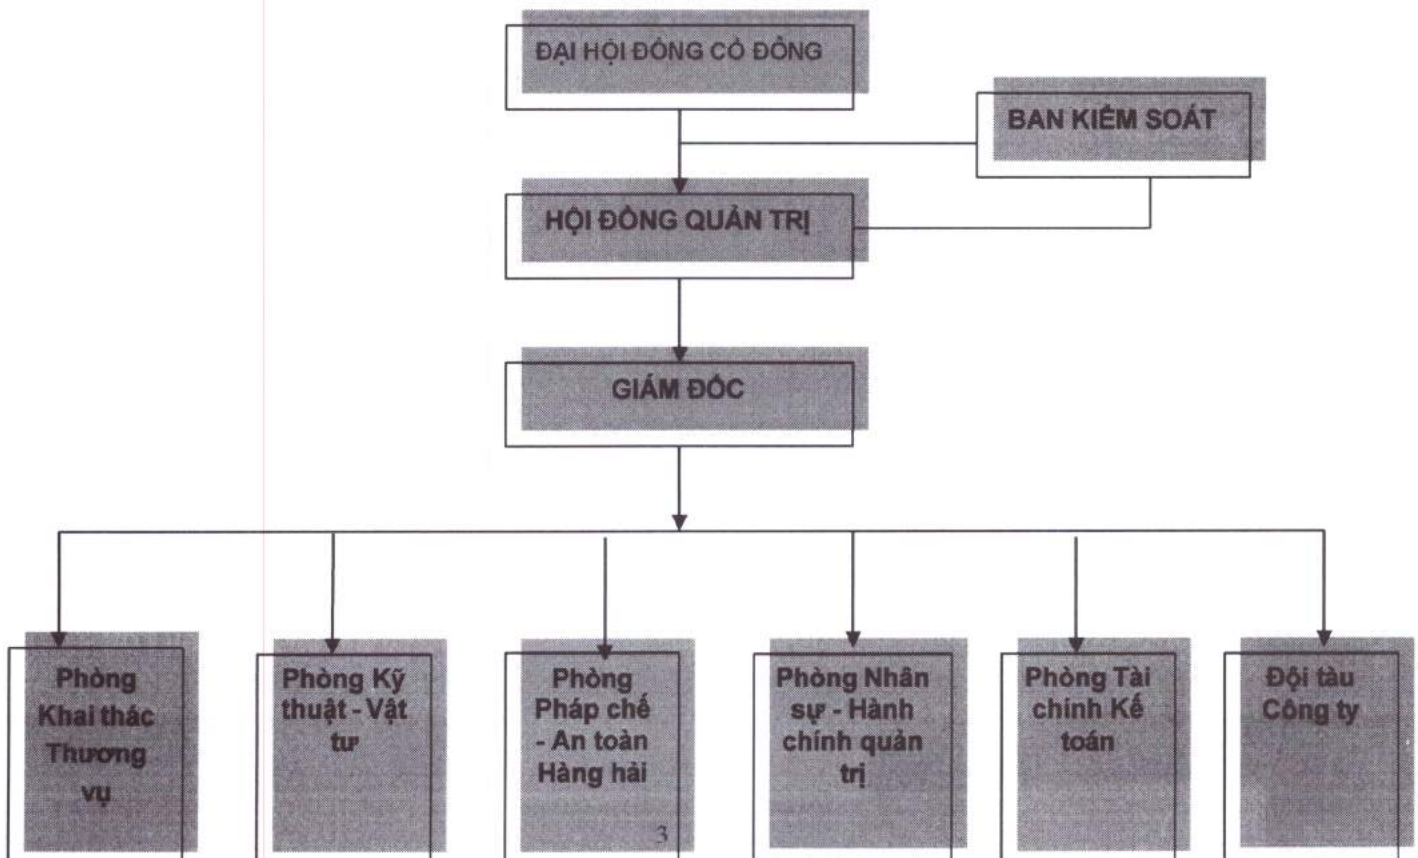 ĐẠI HỘI ĐỒNG CỔ ĐÔNG
BAN KIỂM SOÁT
HỘI ĐỒNG QUẢN TRỊ
GIÁM ĐỐC
Phòng
Khai thác
Thương
vụ
Phòng Kỹ
thuật - Vật
tư
Phòng
Pháp chế
- An toàn
Hàng hải
Phòng Nhân
sự - Hành
chính quản
trị
Phòng Tài
chính Kế
toán
Đội tàu
Công ty
3